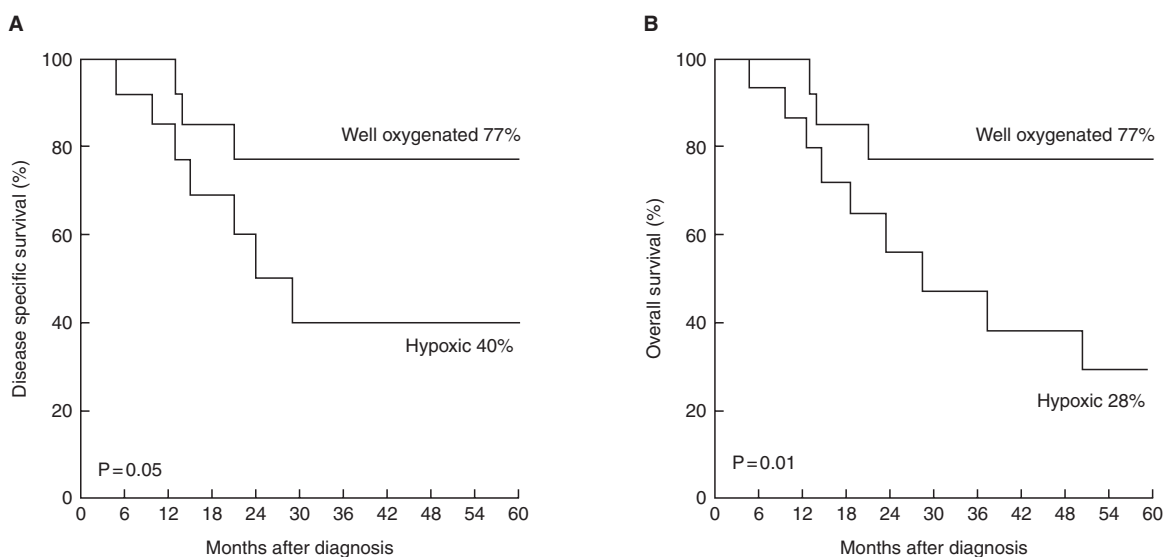 A
Disease specific survival (%)
100
80
60
40
20
0
Well oxygenated 77%
Hypoxic 40%
P=0.05
0 6 12 18 24 30 36 42 48 54 60
Months after diagnosis
B
Overall survival (%)
100
80
60
40
20
0
Well oxygenated 77%
Hypoxic 28%
P=0.01
0 6 12 18 24 30 36 42 48 54 60
Months after diagnosis